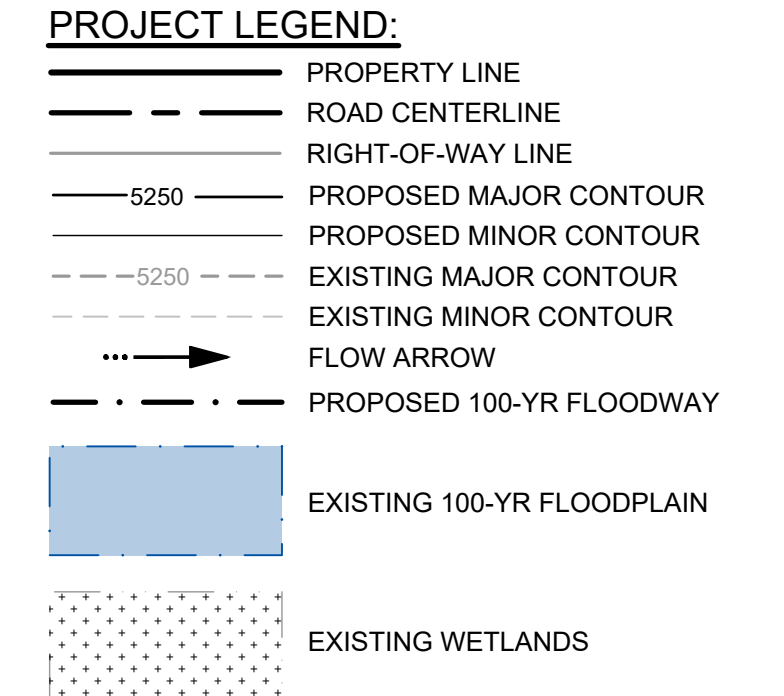 PROJECT LEGEND:
PROPERTY LINE
ROAD CENTERLINE
RIGHT-OF-WAY LINE
5250 PROPOSED MAJOR CONTOUR
PROPOSED MINOR CONTOUR
5250 EXISTING MAJOR CONTOUR
EXISTING MINOR CONTOUR
FLOW ARROW
PROPOSED 100-YR FLOODWAY
EXISTING 100-YR FLOODPLAIN
EXISTING WETLANDS